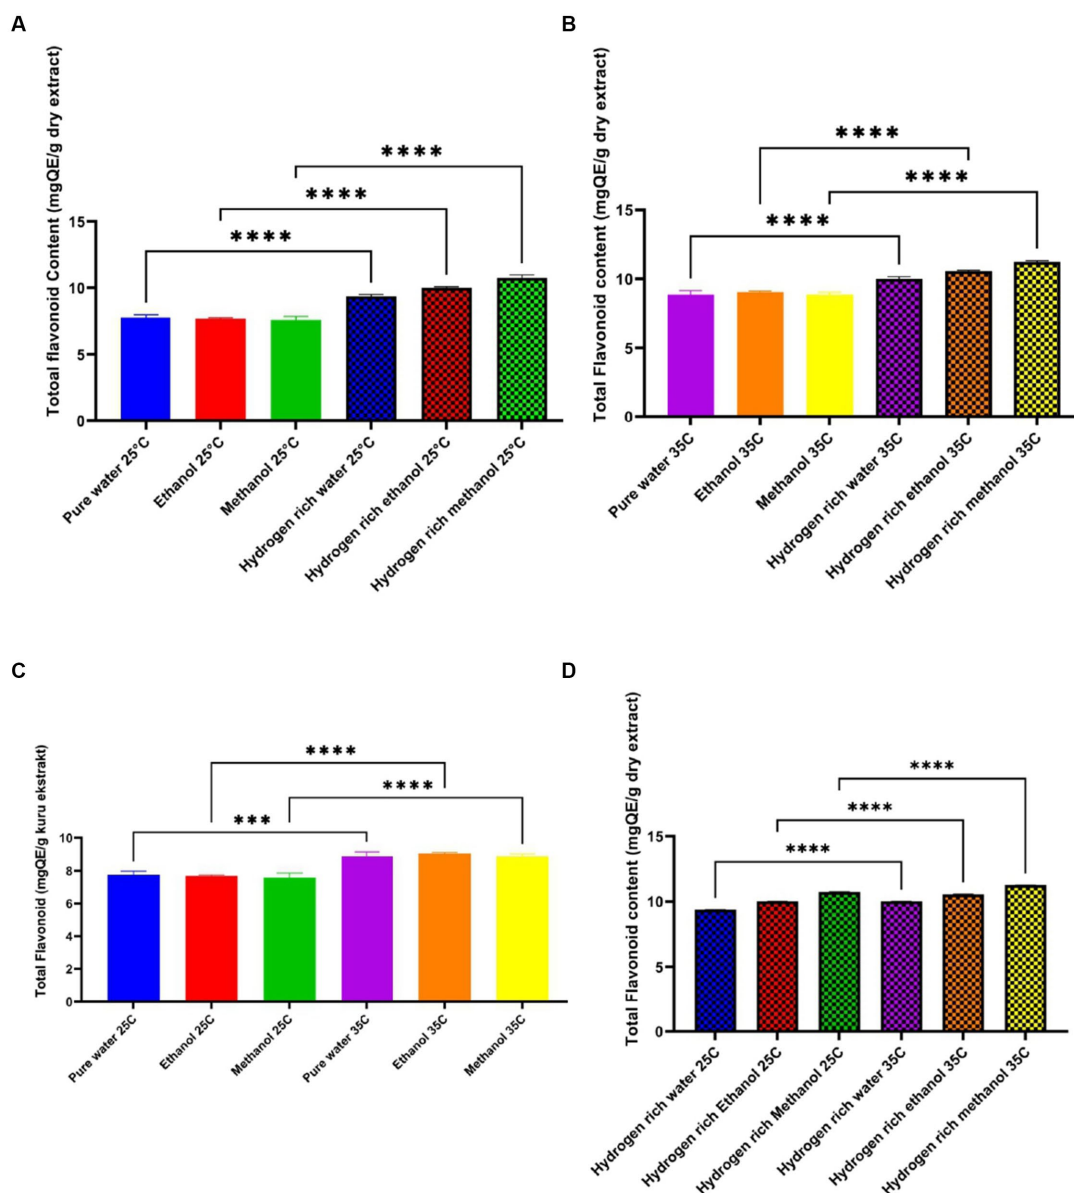 A
Totoal flavonoid Content (mgQE/g dry extract)
15
10
5
0
****
****
****
Pure water 25°C
Ethanol 25°C
Methanol 25°C
Hydrogen rich water 25°C
Hydrogen rich ethanol 25°C
Hydrogen rich methanol 25°C
B
Total Flavonoid content (mgQE/g dry extract)
15
10
5
0
****
****
****
Pure water 35C
Ethanol 35C
Methanol 35C
Hydrogen rich water 35C
Hydrogen rich ethanol 35C
Hydrogen rich methanol 35C
C
Total Flavonoid (mgQE/g kuru ekstrakt)
10
8
6
4
2
0
****
****
***
Pure water 25C
Ethanol 25C
Methanol 25C
Pure water 35C
Ethanol 35C
Methanol 35C
D
Total Flavonoid content (mgQE/g dry extract)
15
10
5
0
****
****
****
Hydrogen rich water 25C
Hydrogen rich Ethanol 25C
Hydrogen rich Methanol 25C
Hydrogen rich water 35C
Hydrogen rich ethanol 35C
Hydrogen rich methanol 35C